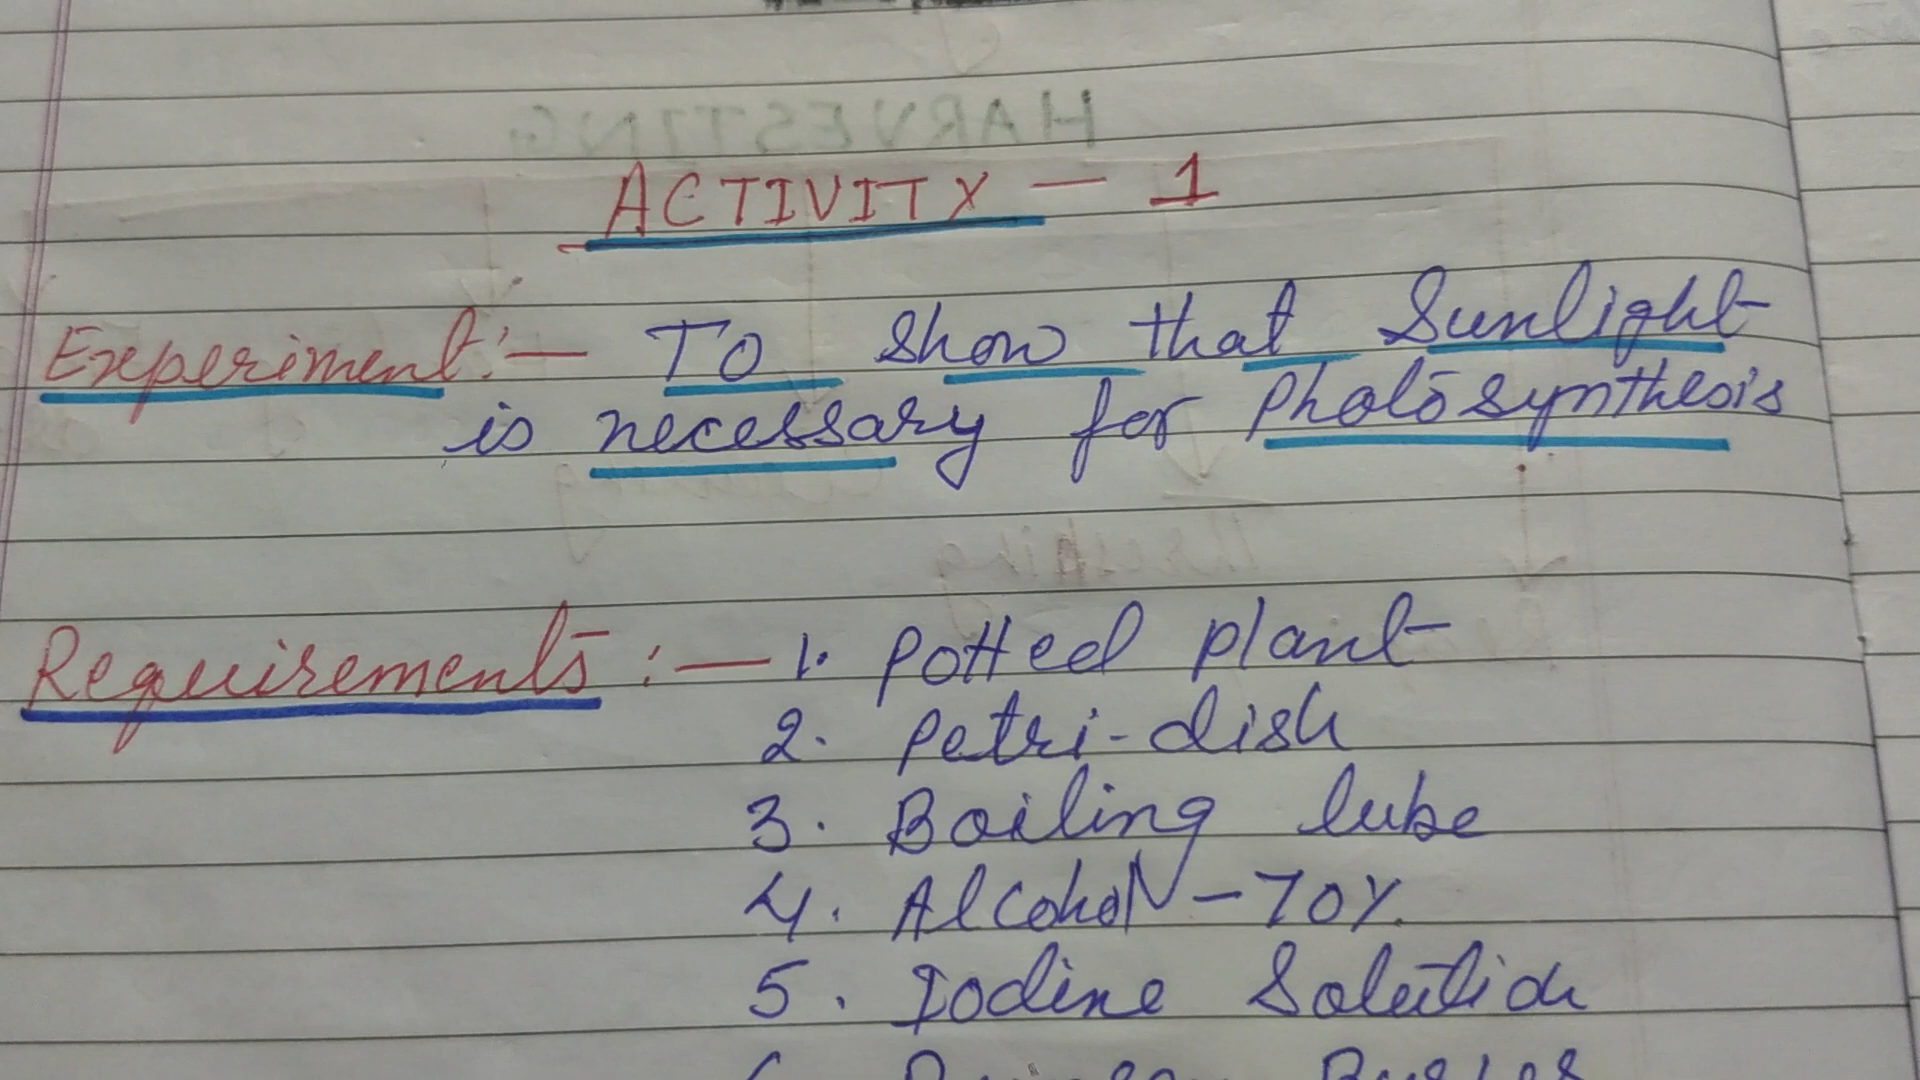 ACTIVITY - 1
Experiment:- To show that Sunlight
is necessary for Photosynthesis
Requirements :- 1. Potted plant
2. Petri-dish
3. Boiling tube
4. Alcohol - 70%
5. Iodine Solution